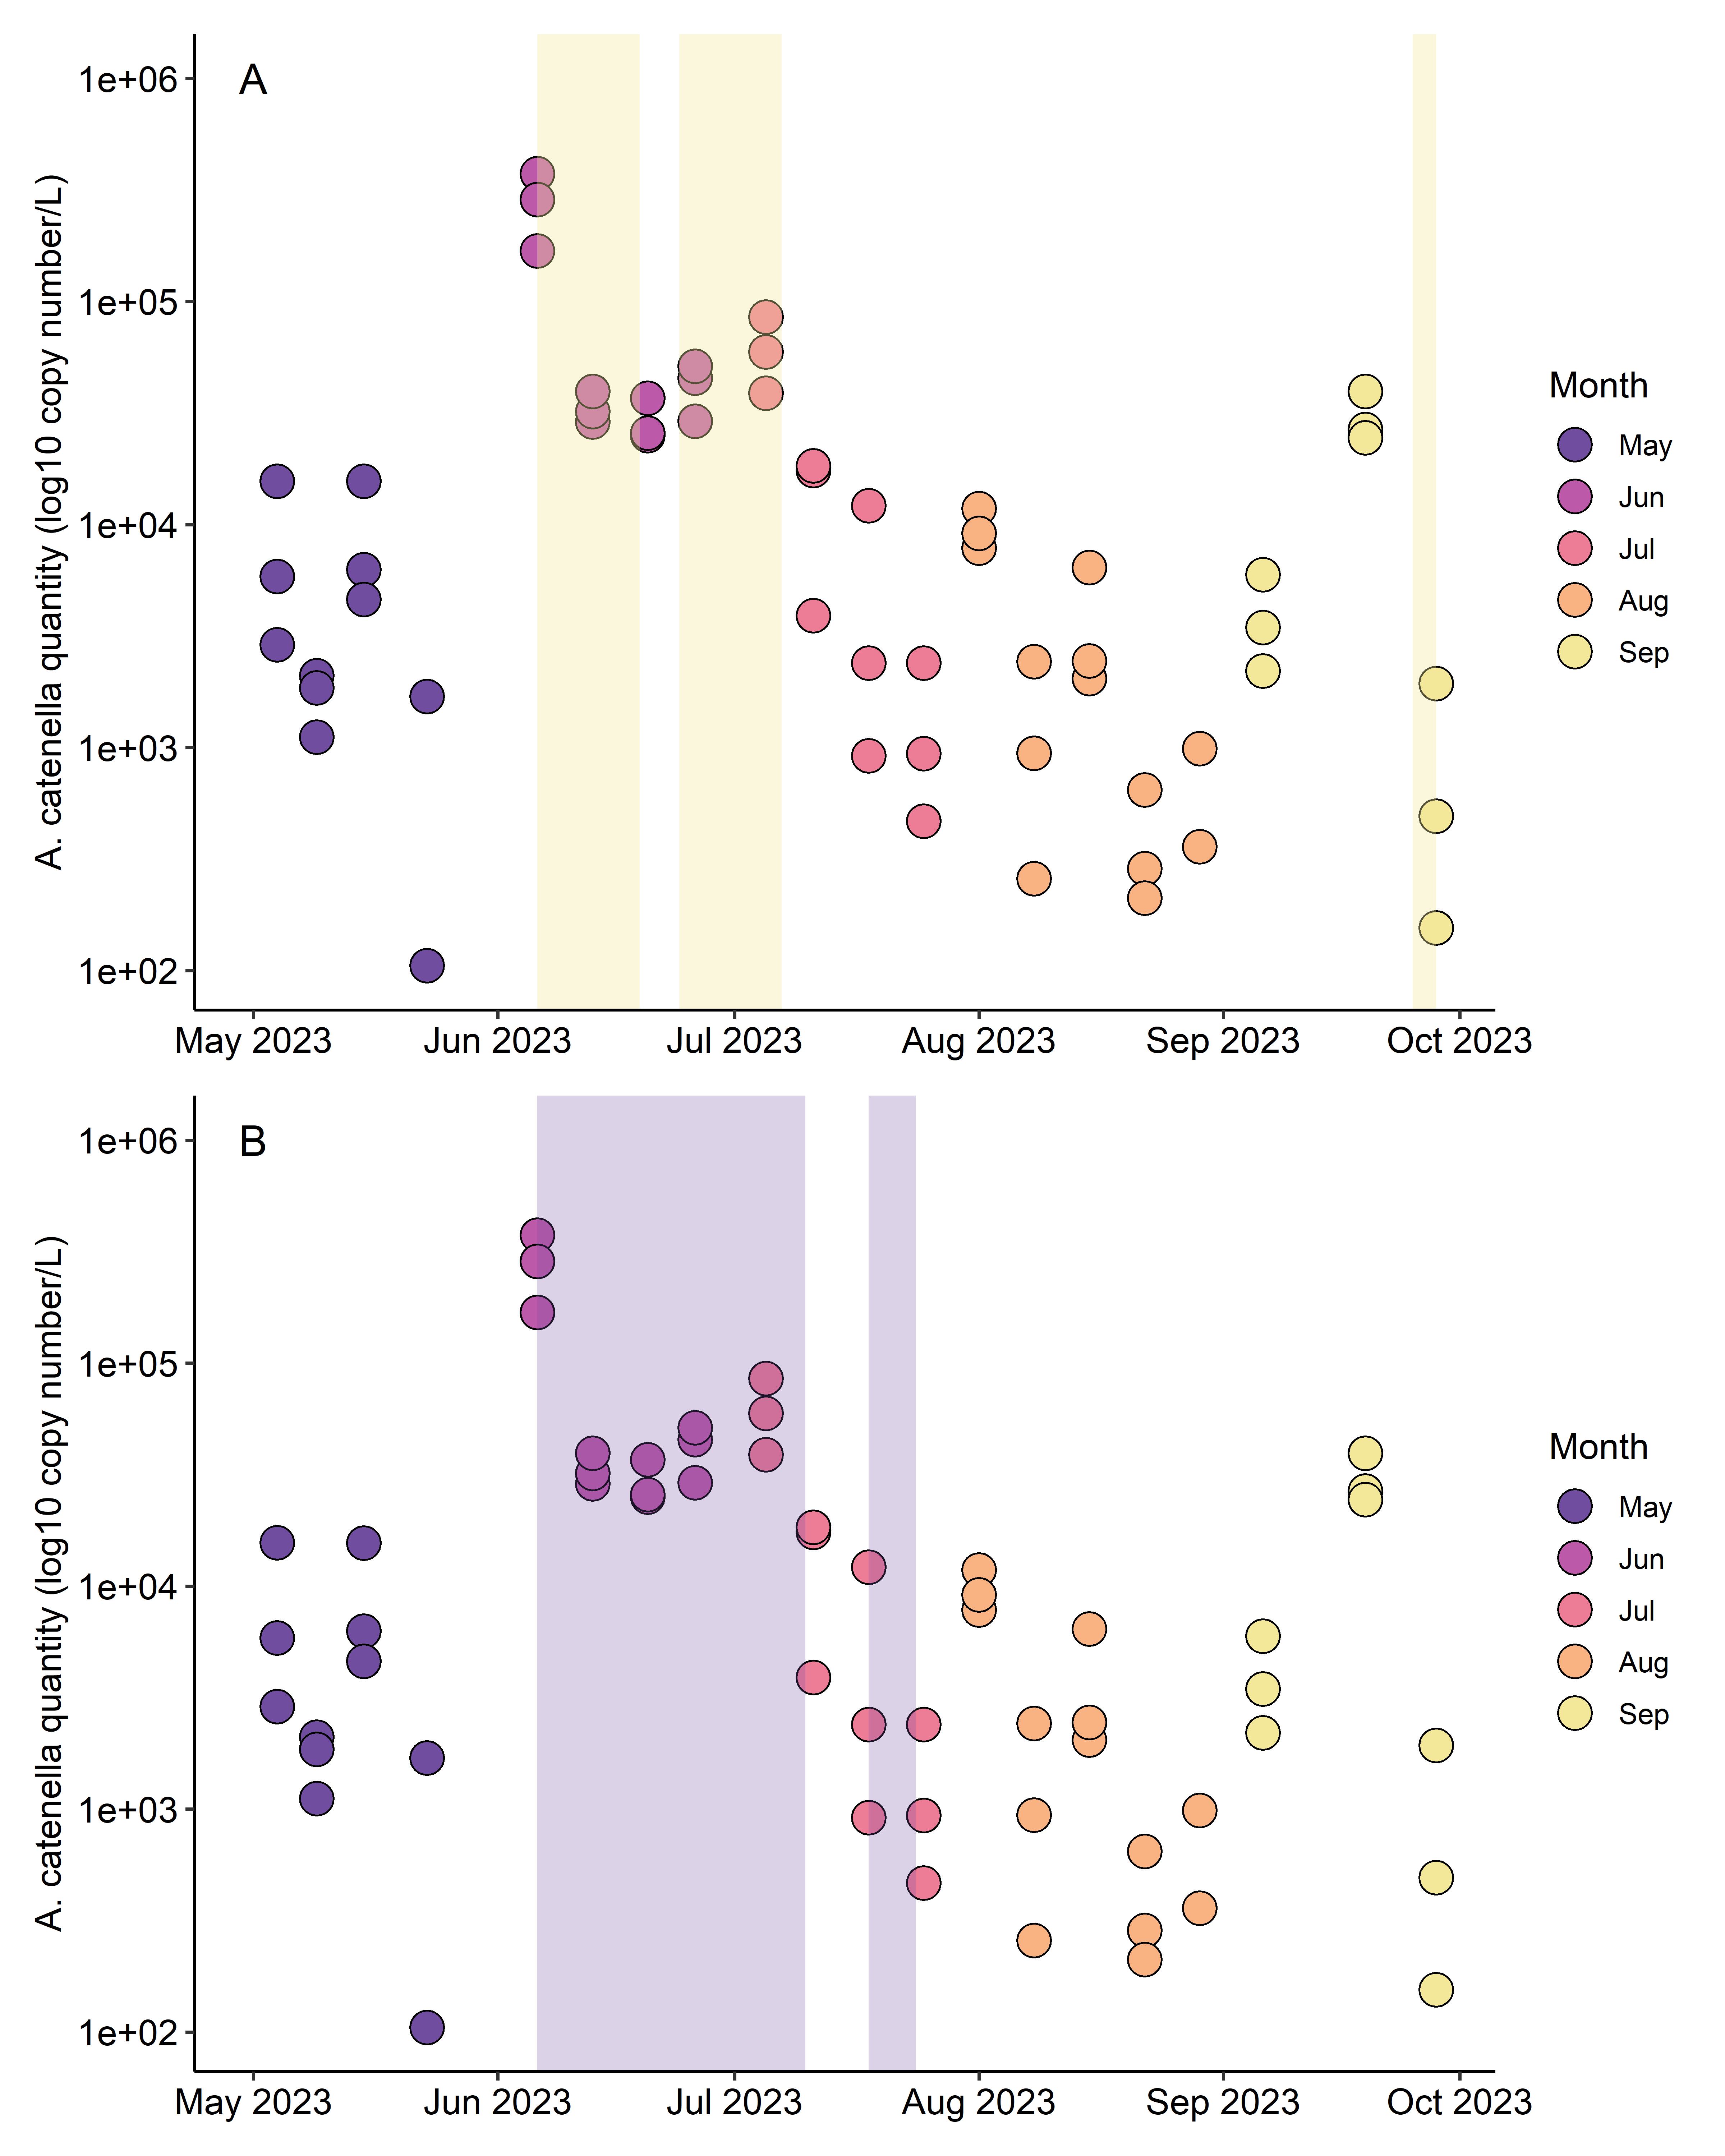 A
A. catenella quantity (log10 copy number/L)
1e+06
1e+05
1e+04
1e+03
1e+02
May 2023 Jun 2023 Jul 2023 Aug 2023 Sep 2023 Oct 2023
Month
May
Jun
Jul
Aug
Sep
B
A. catenella quantity (log10 copy number/L)
1e+06
1e+05
1e+04
1e+03
1e+02
May 2023 Jun 2023 Jul 2023 Aug 2023 Sep 2023 Oct 2023
Month
May
Jun
Jul
Aug
Sep